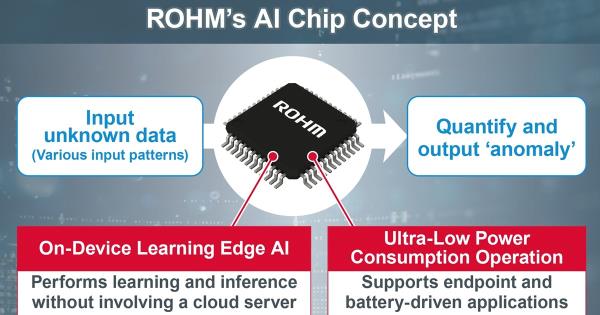 ROHM's AI Chip Concept
Input
unknown data
(Various input patterns)
ROHM
Quantify and
output ‘anomaly’
On-Device Learning Edge AI
Performs learning and inference
without involving a cloud server
Ultra-Low Power
Consumption Operation
Supports endpoint and
battery-driven applications